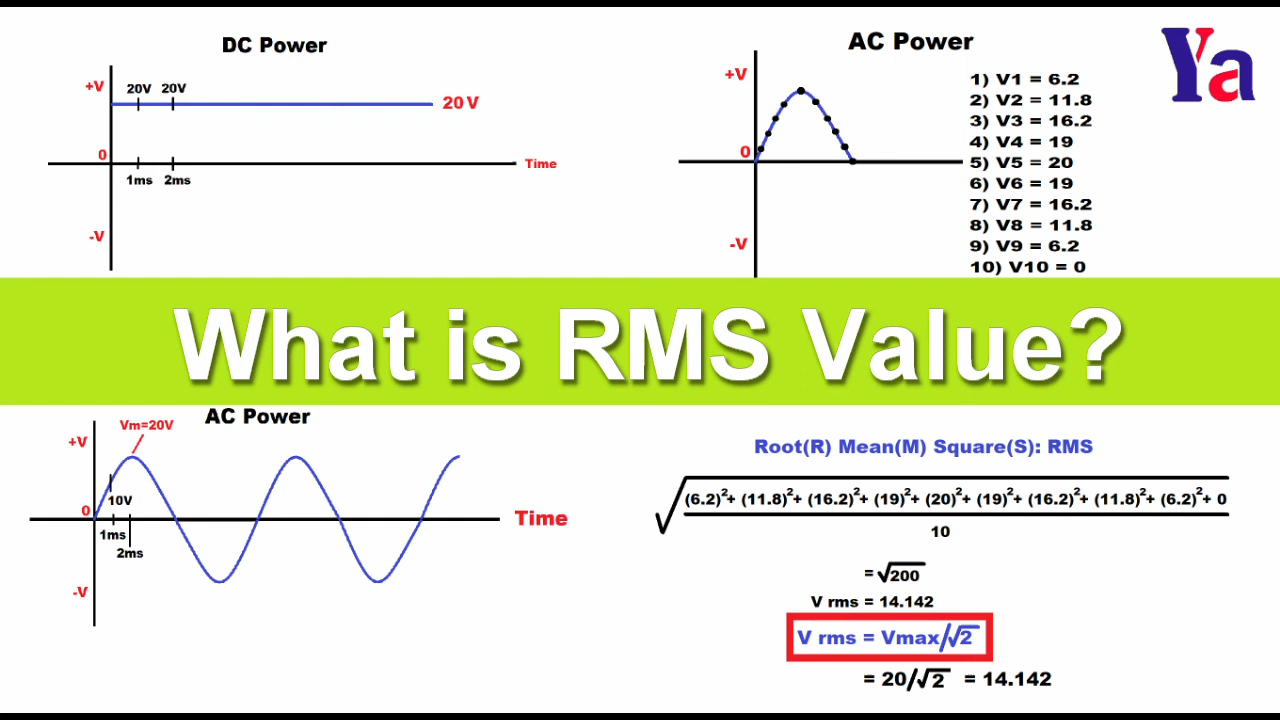 DC Power
+V
20V 20V
20 V
0
Time
1ms 2ms
-V
AC Power
+V
0
-V
1) V1 = 6.2
2) V2 = 11.8
3) V3 = 16.2
4) V4 = 19
5) V5 = 20
6) V6 = 19
7) V7 = 16.2
8) V8 = 11.8
9) V9 = 6.2
10) V10 = 0
Ya
What is RMS Value?
AC Power
Vm=20V
+V
10V
0
Time
1ms
2ms
-V
Root(R) Mean(M) Square(S): RMS
√(6.2)²+ (11.8)²+ (16.2)²+ (19)²+ (20)²+ (19)²+ (16.2)²+ (11.8)²+ (6.2)²+ 0
10
= √200
V rms = 14.142
V rms = Vmax/√2
= 20/√2 = 14.142